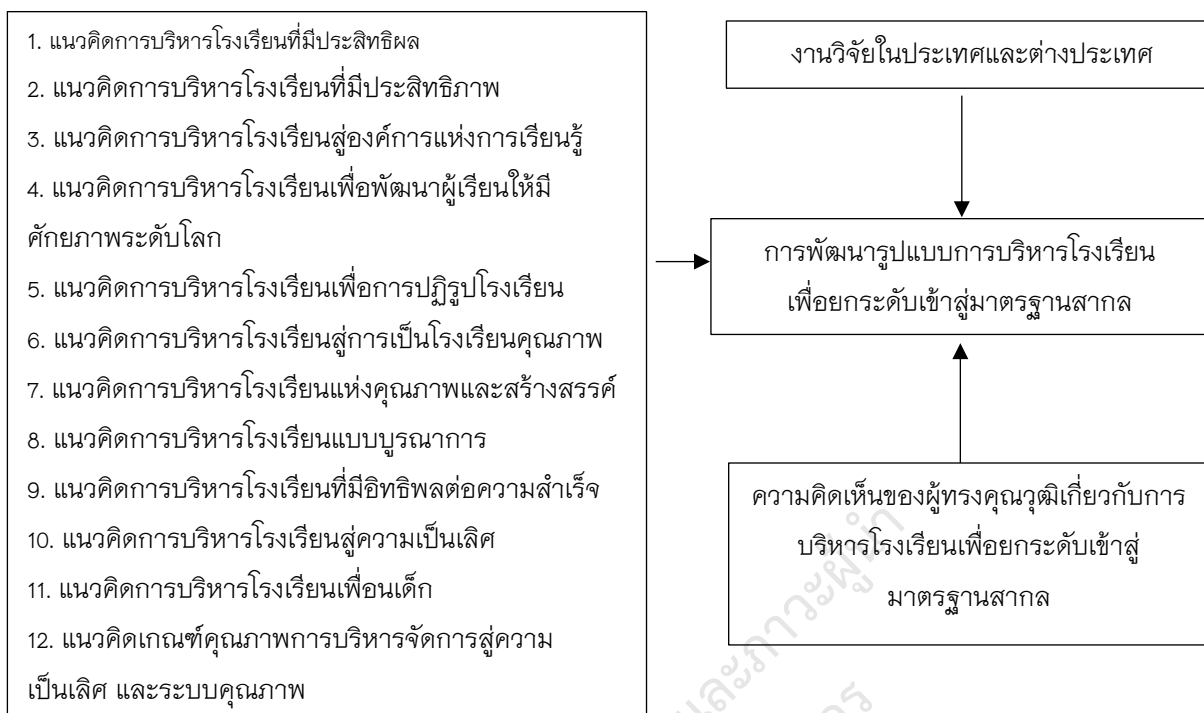 1. แนวคิดการบริหารโรงเรียนที่มีประสิทธิผล
2. แนวคิดการบริหารโรงเรียนที่มีประสิทธิภาพ
3. แนวคิดการบริหารโรงเรียนสู่องค์การแห่งการเรียนรู้
4. แนวคิดการบริหารโรงเรียนเพื่อพัฒนาผู้เรียนให้มี
ศักยภาพระดับโลก
5. แนวคิดการบริหารโรงเรียนเพื่อการปฏิรูปโรงเรียน
6. แนวคิดการบริหารโรงเรียนสู่การเป็นโรงเรียนคุณภาพ
7. แนวคิดการบริหารโรงเรียนแห่งคุณภาพและสร้างสรรค์
8. แนวคิดการบริหารโรงเรียนแบบบูรณาการ
9. แนวคิดการบริหารโรงเรียนที่มีอิทธิพลต่อความสำเร็จ
10. แนวคิดการบริหารโรงเรียนสู่ความเป็นเลิศ
11. แนวคิดการบริหารโรงเรียนเพื่อนเด็ก
12. แนวคิดเกณฑ์คุณภาพการบริหารจัดการสู่ความ
เป็นเลิศ และระบบคุณภาพ
งานวิจัยในประเทศและต่างประเทศ
การพัฒนารูปแบบการบริหารโรงเรียน
เพื่อยกระดับเข้าสู่มาตรฐานสากล
ความคิดเห็นของผู้ทรงคุณวุฒิเกี่ยวกับการ
บริหารโรงเรียนเพื่อยกระดับเข้าสู่
มาตรฐานสากล
และภาวะผู้นำ